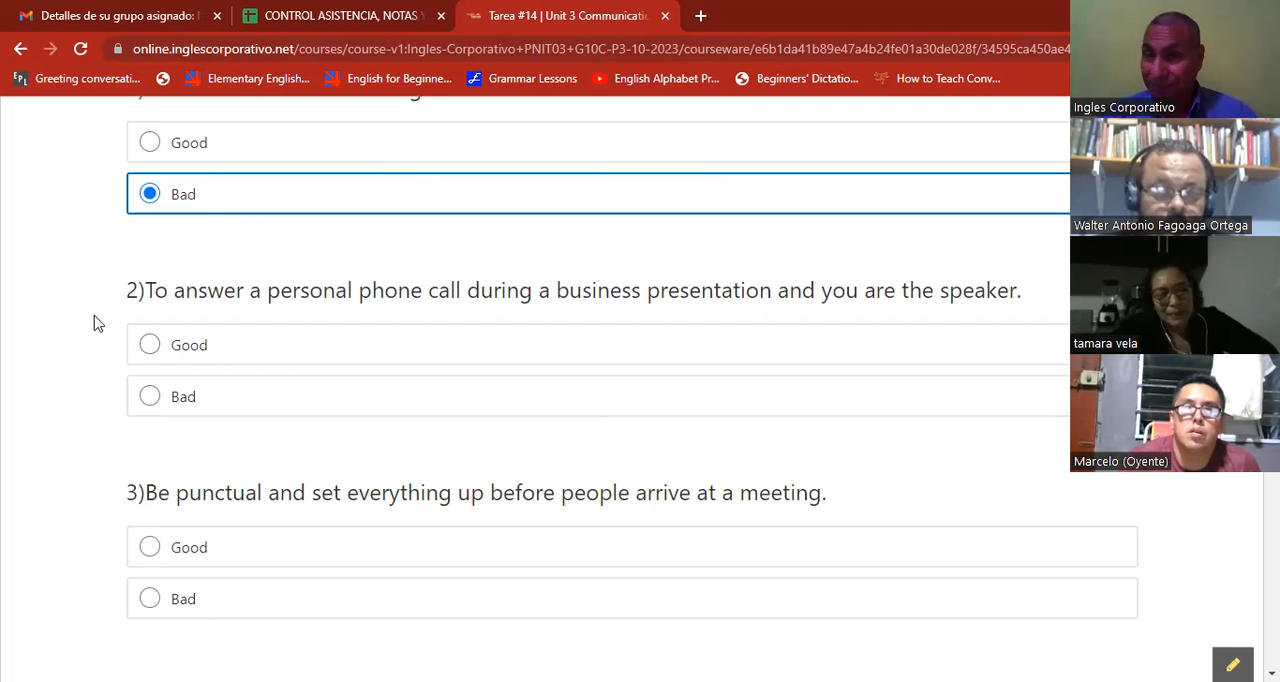 Detalles de su grupo asignado:
CONTROL ASISTENCIA, NOTAS Y
Tarea #14 | Unit 3 Communicati
online.inglescorporativo.net/courses/course-v1:Ingles-Corporativo+PNIT03+G10C-P3-10-2023/courseware/e6b1da41b89e47a4b24fe01a30de028f/34595ca450ae4
EPL
Greeting conversati...
Elementary English...
English for Beginne...
Grammar Lessons
English Alphabet Pr...
Beginners' Dictatio...
How to Teach Conv...
Good
Bad
2)To answer a personal phone call during a business presentation and you are the speaker.
Good
Bad
3)Be punctual and set everything up before people arrive at a meeting.
Good
Bad
Ingles Corporativo
Walter Antonio Fagoaga Ortega
tamara vela
Marcelo (Oyente)